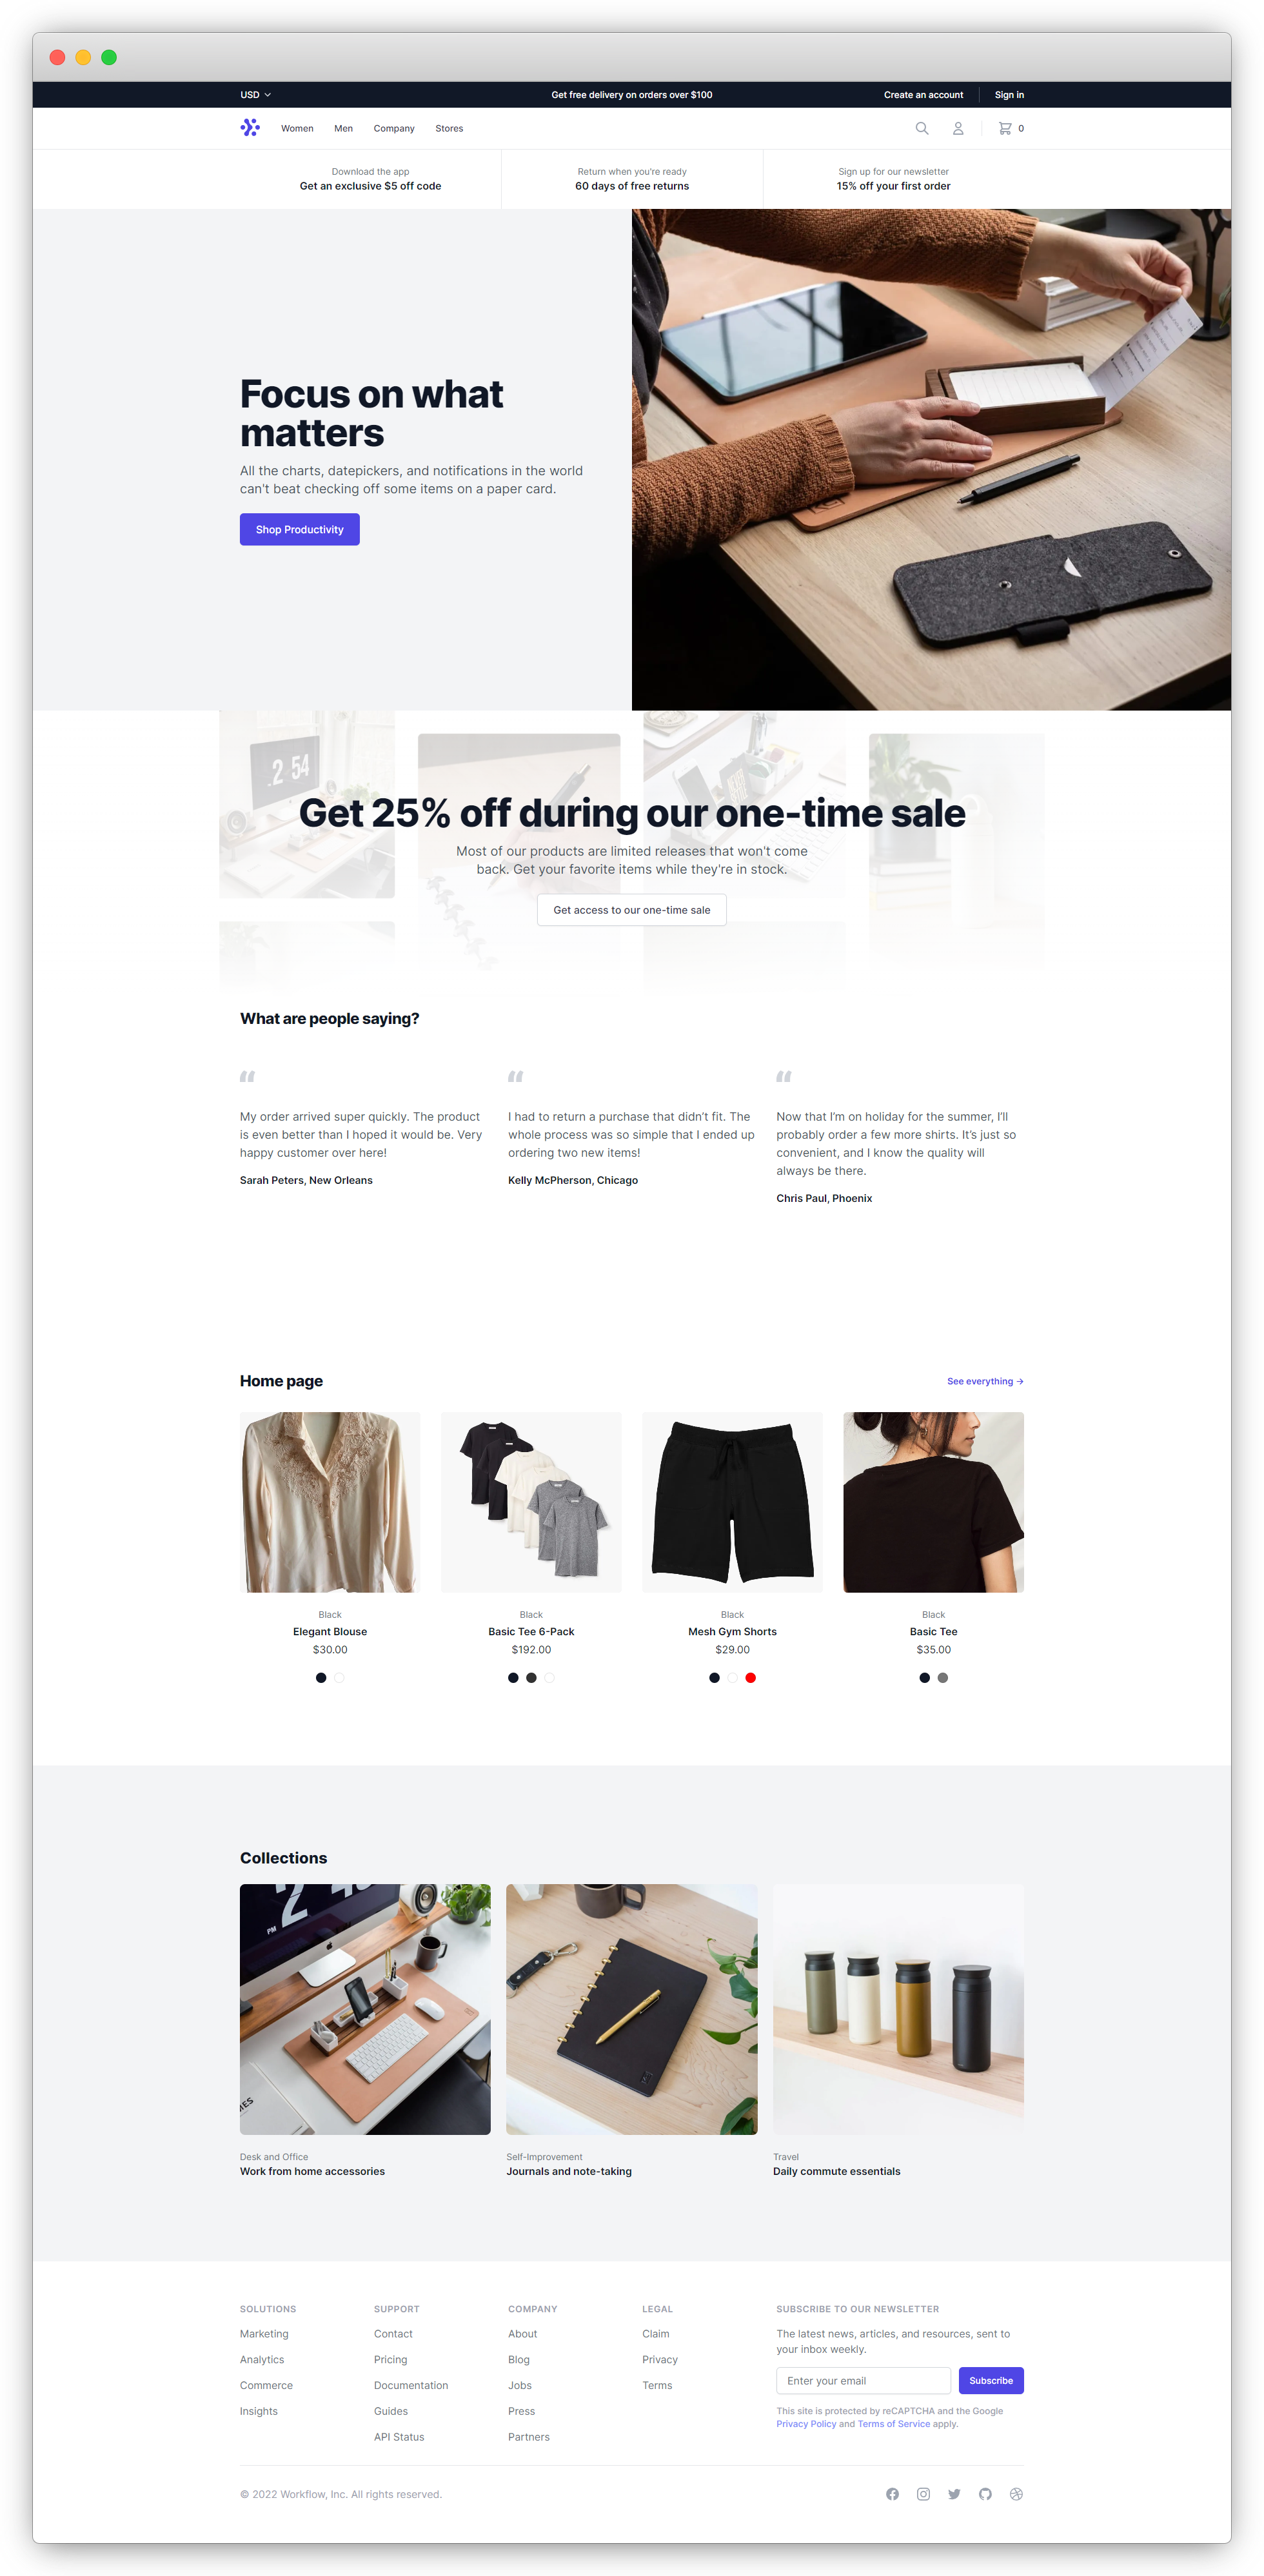 USD
Get free delivery on orders over $100
Create an account
Sign in
Women
Men
Company
Stores
0
Download the app
Get an exclusive $5 off code
Return when you're ready
60 days of free returns
Sign up for our newsletter
15% off your first order
Focus on what
matters
All the charts, datepickers, and notifications in the world
can't beat checking off some items on a paper card.
Shop Productivity
2 54
Get 25% off during our one-time sale
Most of our products are limited releases that won't come
back. Get your favorite items while they're in stock.
Get access to our one-time sale
What are people saying?
“
My order arrived super quickly. The product
is even better than I hoped it would be. Very
happy customer over here!
Sarah Peters, New Orleans
“
I had to return a purchase that didn’t fit. The
whole process was so simple that I ended up
ordering two new items!
Kelly McPherson, Chicago
“
Now that I’m on holiday for the summer, I’ll
probably order a few more shirts. It’s just so
convenient, and I know the quality will
always be there.
Chris Paul, Phoenix
Home page
See everything →
Black
Elegant Blouse
$30.00
Black
Basic Tee 6-Pack
$192.00
Black
Mesh Gym Shorts
$29.00
Black
Basic Tee
$35.00
Collections
PM 2
Desk and Office
Work from home accessories
Self-Improvement
Journals and note-taking
Travel
Daily commute essentials
SOLUTIONS
Marketing
Analytics
Commerce
Insights
SUPPORT
Contact
Pricing
Documentation
Guides
API Status
COMPANY
About
Blog
Jobs
Press
Partners
LEGAL
Claim
Privacy
Terms
SUBSCRIBE TO OUR NEWSLETTER
The latest news, articles, and resources, sent to
your inbox weekly.
Enter your email
Subscribe
This site is protected by reCAPTCHA and the Google
Privacy Policy and Terms of Service apply.
© 2022 Workflow, Inc. All rights reserved.